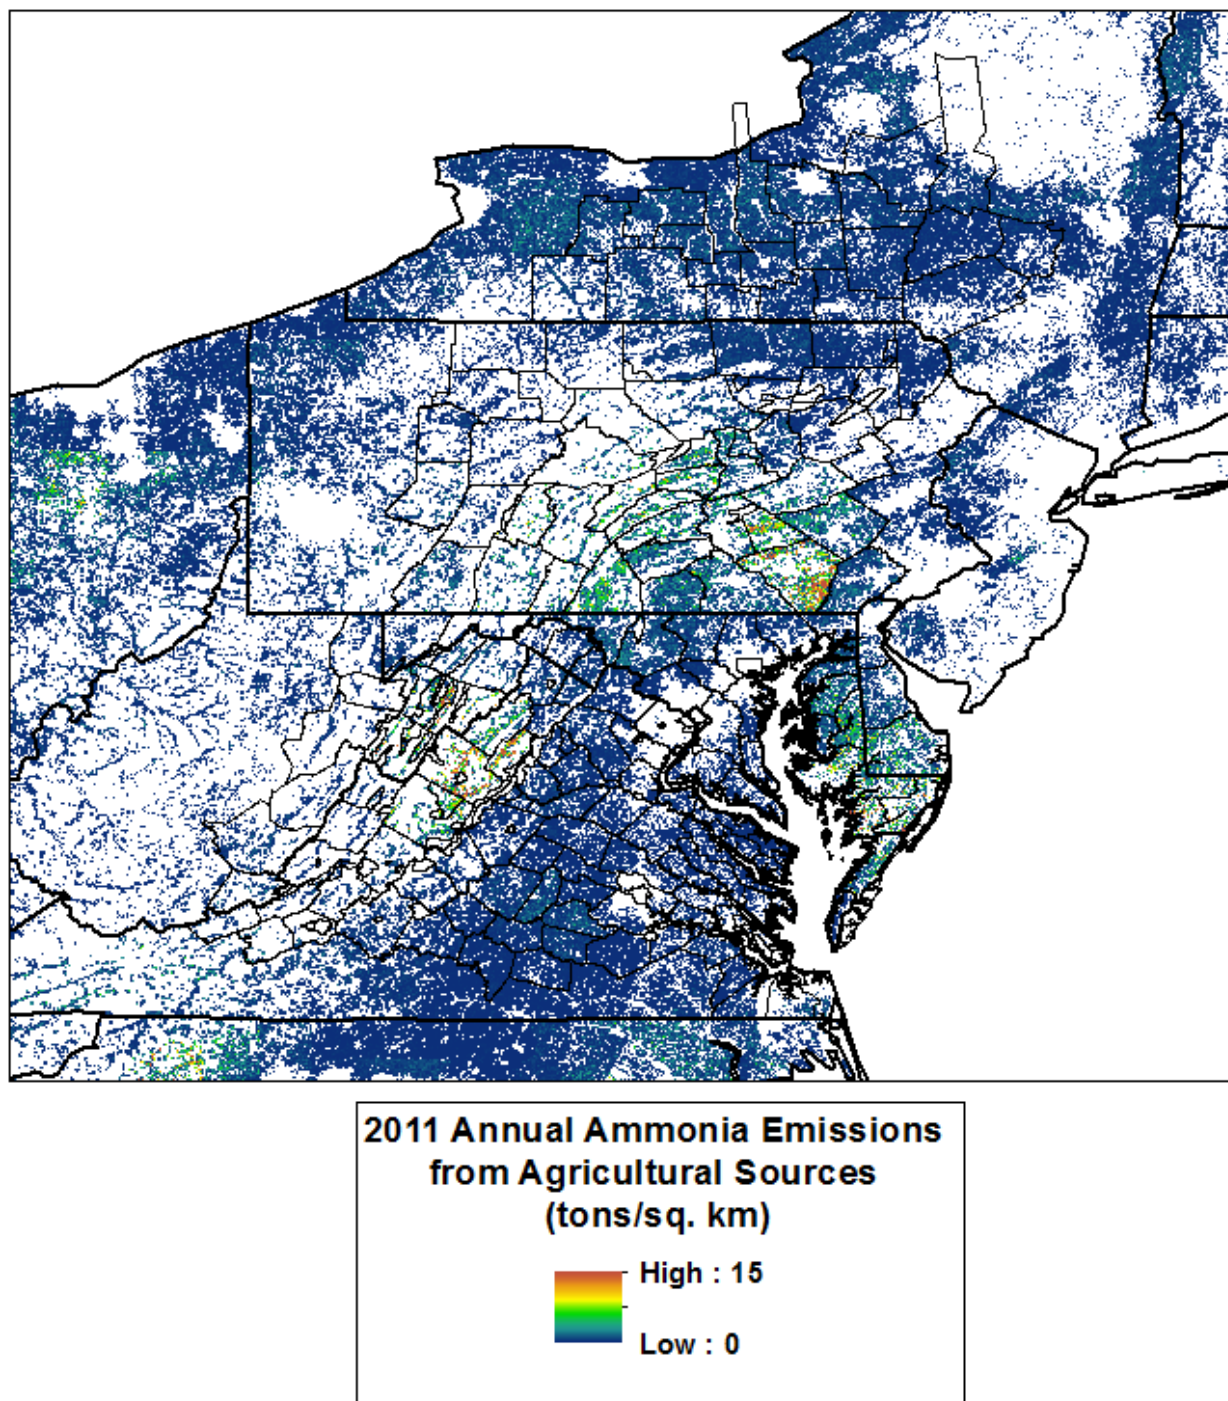 2011 Annual Ammonia Emissions
from Agricultural Sources
(tons/sq. km)
High : 15
Low : 0